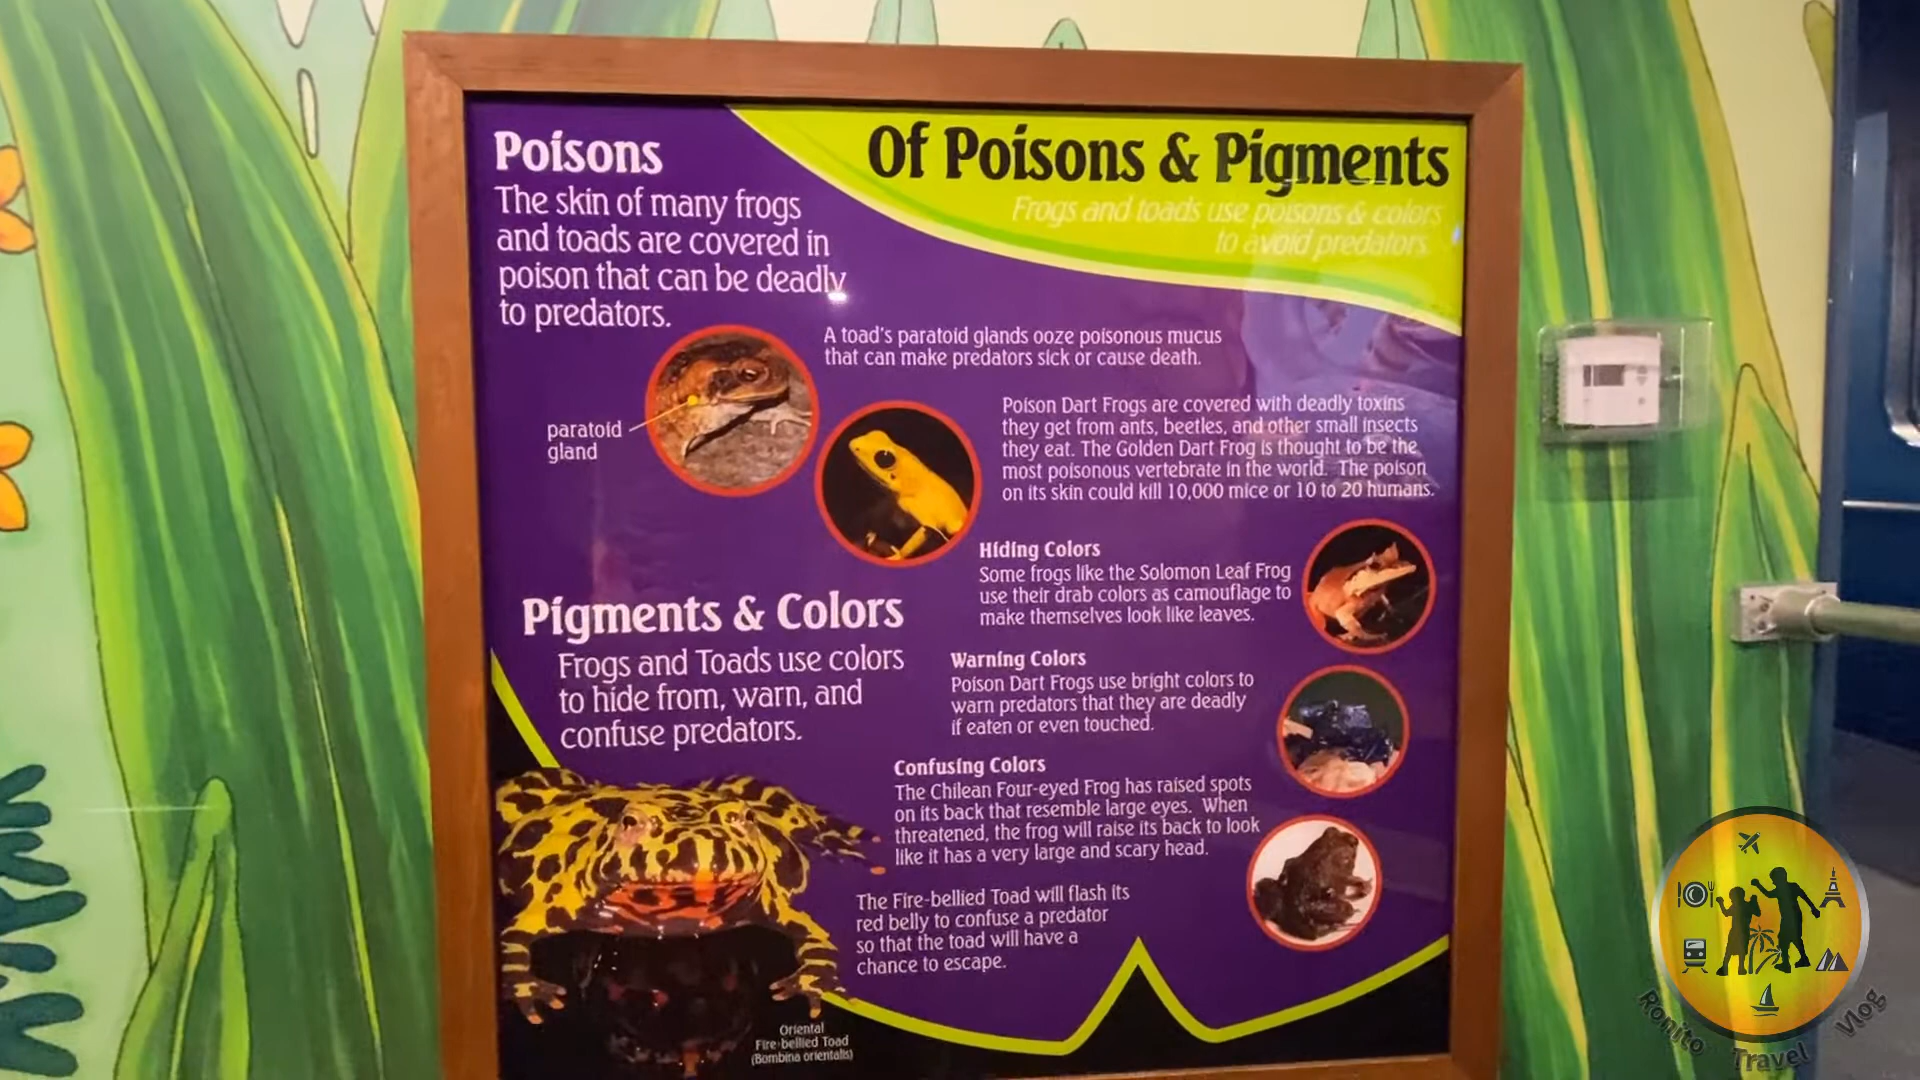 Of Poisons & Pigments
Frogs and toads use poisons & colors
to avoid predators.
Poisons
The skin of many frogs
and toads are covered in
poison that can be deadly
to predators.
A toad's paratoid glands ooze poisonous mucus
that can make predators sick or cause death.
paratoid
gland
Poison Dart Frogs are covered with deadly toxins
they get from ants, beetles, and other small insects
they eat. The Golden Dart Frog is thought to be the
most poisonous vertebrate in the world. The poison
on its skin could kill 10,000 mice or 10 to 20 humans.
Pigments & Colors
Frogs and Toads use colors
to hide from, warn, and
confuse predators.
Hiding Colors
Some frogs like the Solomon Leaf Frog
use their drab colors as camouflage to
make themselves look like leaves.
Warning Colors
Poison Dart Frogs use bright colors to
warn predators that they are deadly
if eaten or even touched.
Confusing Colors
The Chilean Four-eyed Frog has raised spots
on its back that resemble large eyes. When
threatened, the frog will raise its back to look
like it has a very large and scary head.
The Fire-bellied Toad will flash its
red belly to confuse a predator
so that the toad will have a
chance to escape.
Oriental
Fire-bellied Toad
(Bombina orientalis)
Ronito Travel Vlog